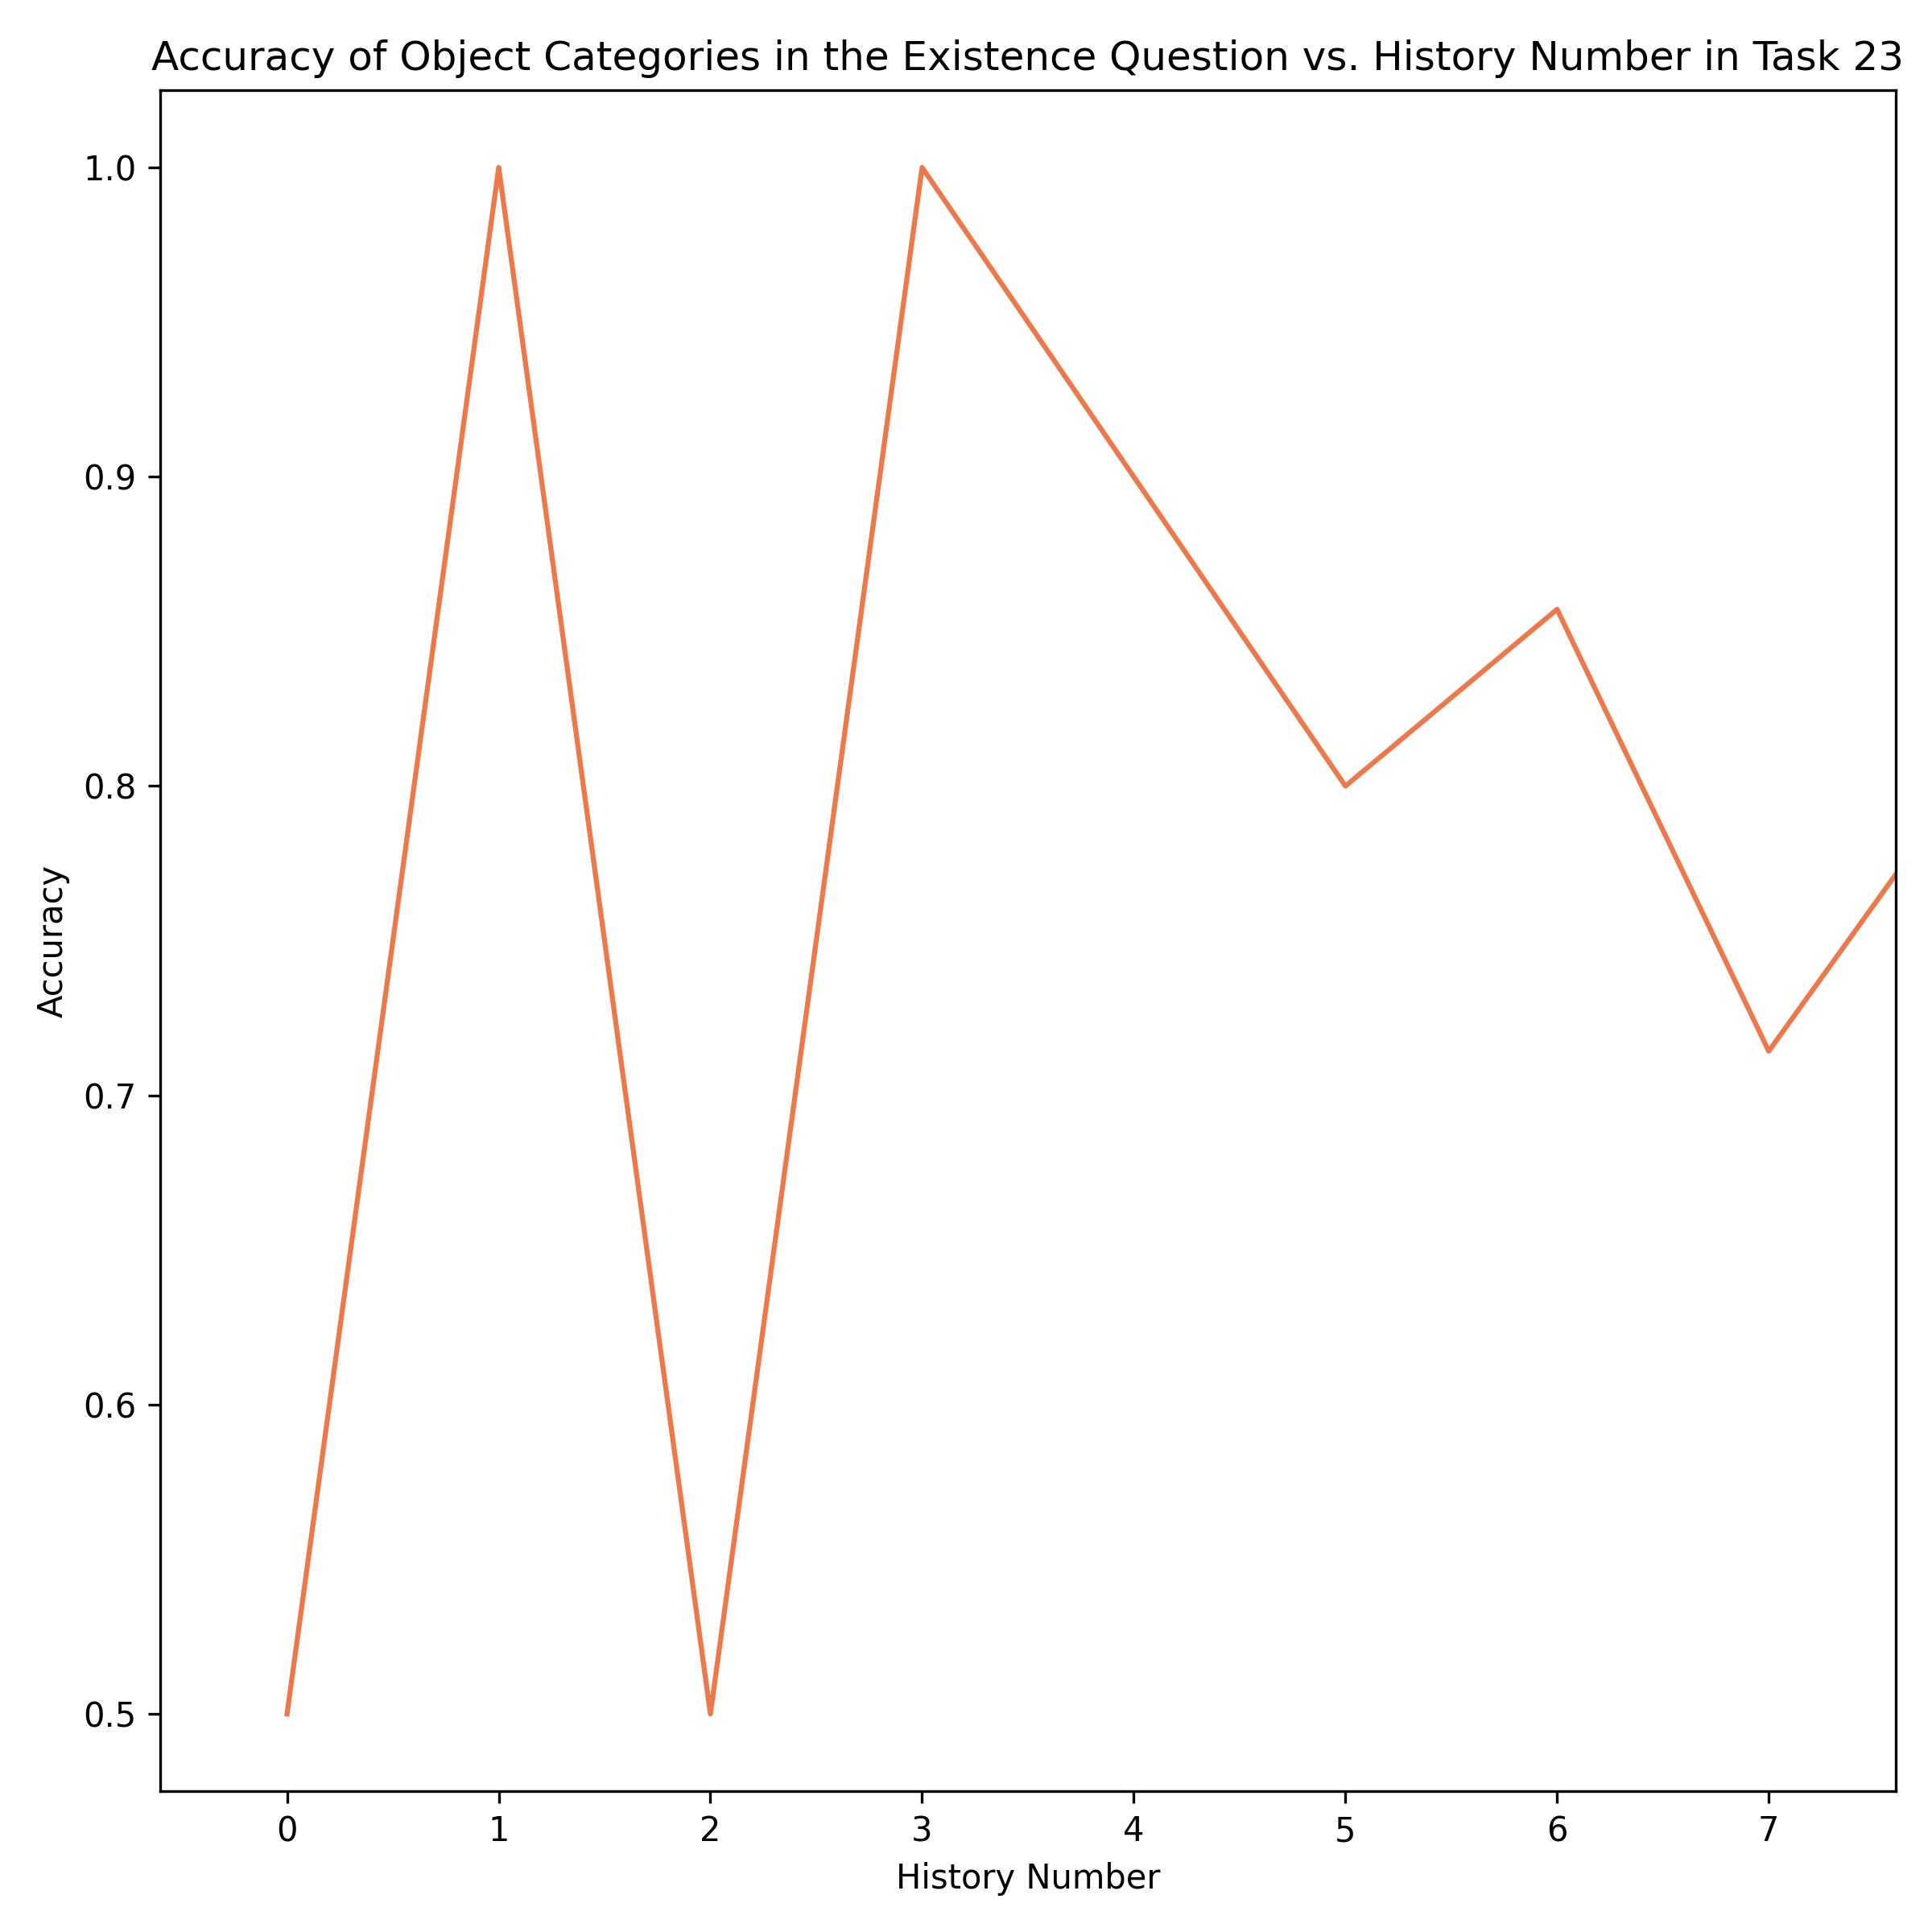 Accuracy of Object Categories in the Existence Question vs. History Number in Task 23
1.0
0.9
0.8
0.7
0.6
0.5
Accuracy
0 1 2 3 4 5 6 7
History Number